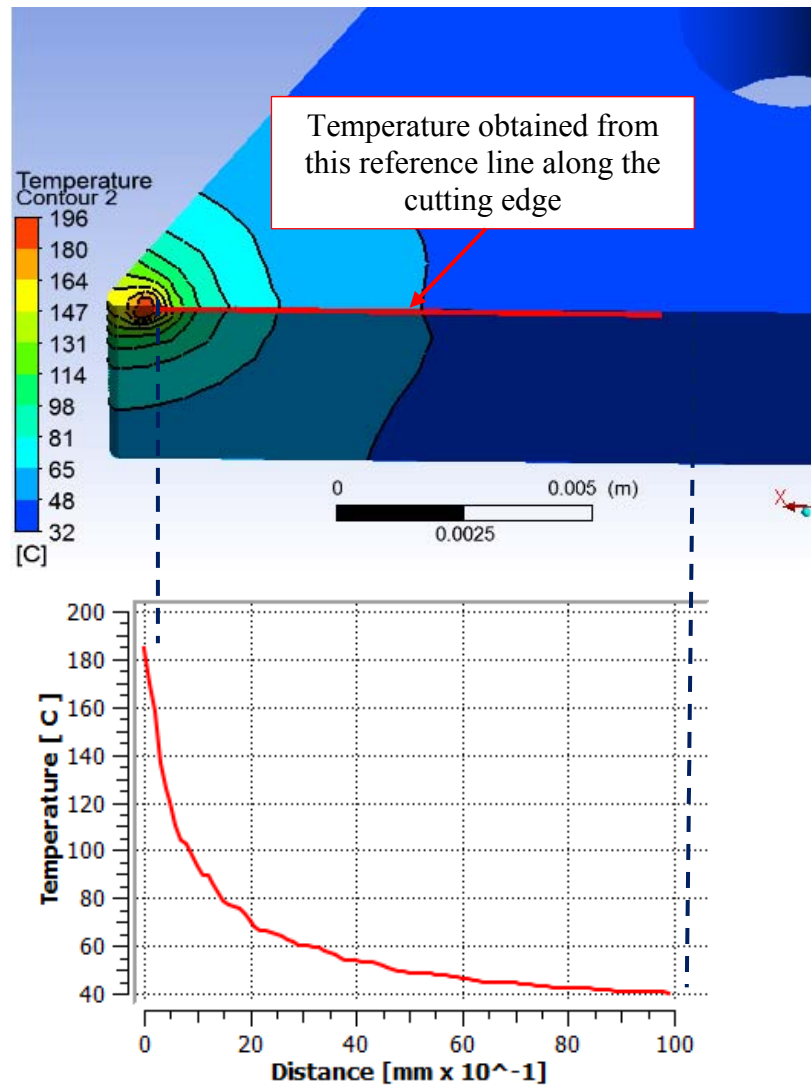 Temperature obtained from
this reference line along the
cutting edge
Temperature
Contour 2
196
180
164
147
131
114
98
81
65
48
32
[C]
0 0.005 (m)
0.0025
X
200
180
160
140
120
100
80
60
40
Temperature [ C ]
0 20 40 60 80 100
Distance [mm x 10^-1]